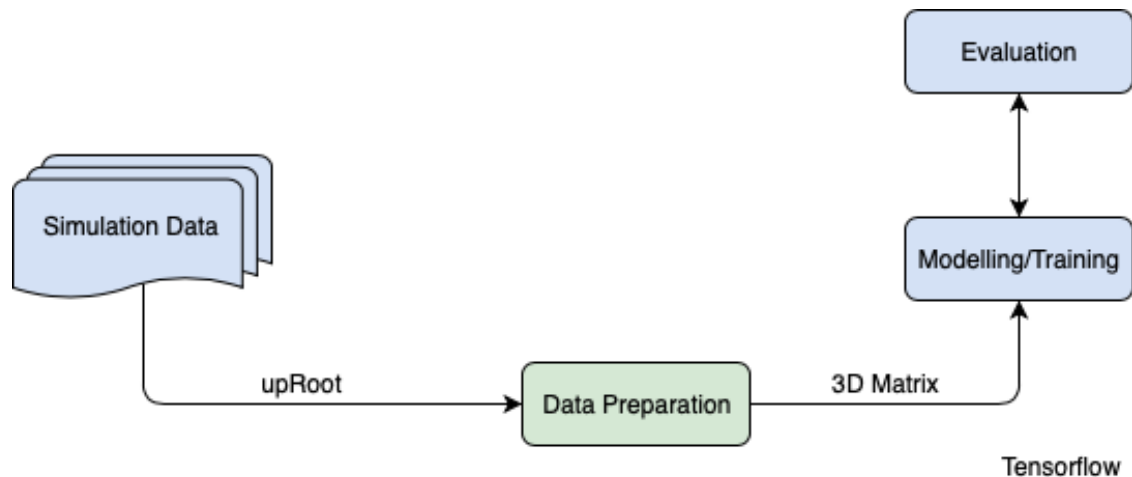 Evaluation
Simulation Data
Modelling/Training
upRoot
3D Matrix
Data Preparation
Tensorflow